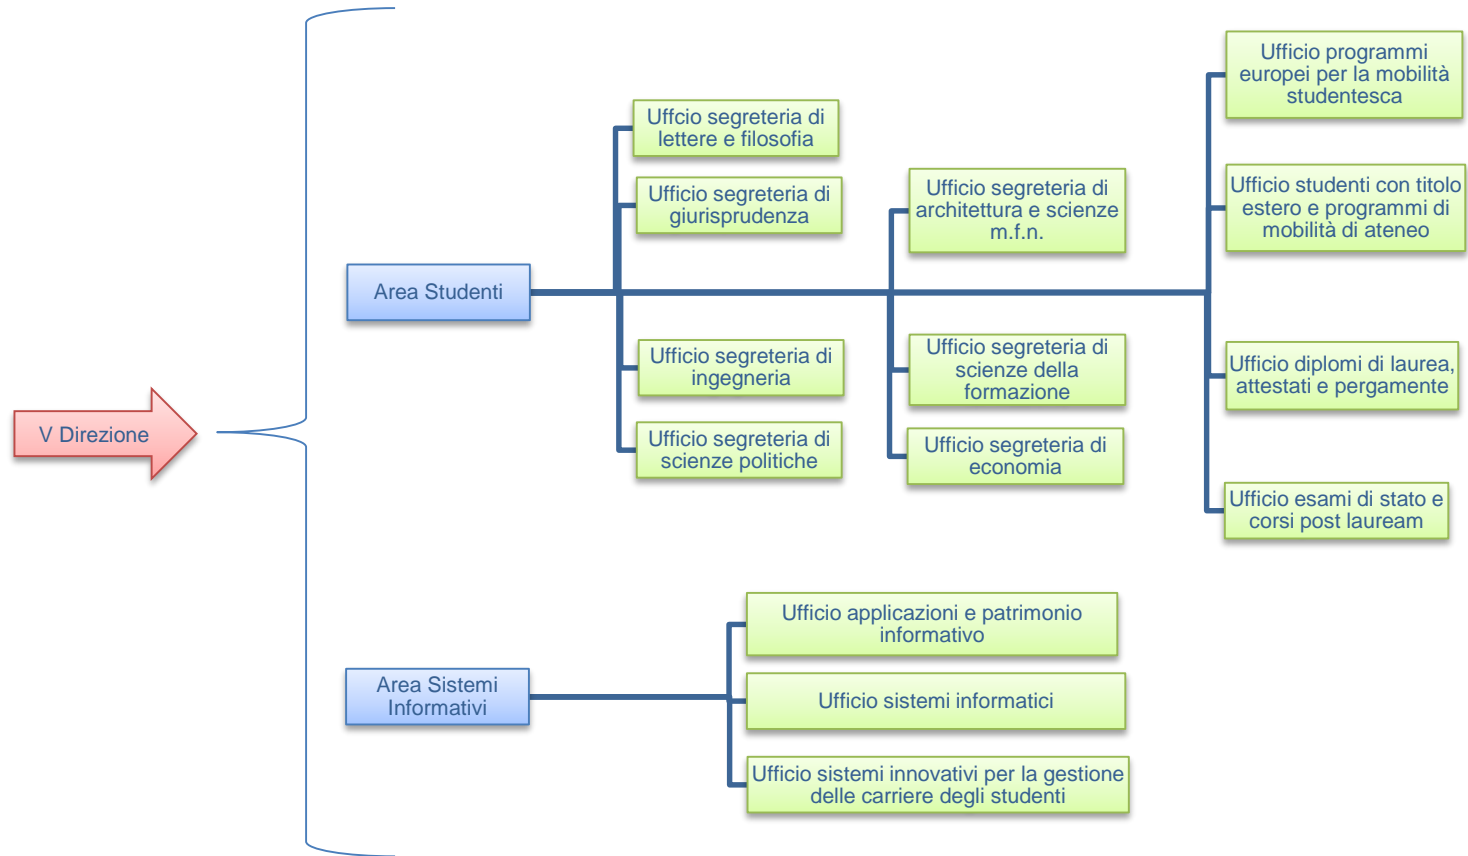 V Direzione
Area Studenti
Uffcio segreteria di
lettere e filosofia
Ufficio segreteria di
giurisprudenza
Ufficio segreteria di
ingegneria
Ufficio segreteria di
scienze politiche
Ufficio segreteria di
architettura e scienze
m.f.n.
Ufficio segreteria di
scienze della
formazione
Ufficio segreteria di
economia
Ufficio programmi
europei per la mobilità
studentesca
Ufficio studenti con titolo
estero e programmi di
mobilità di ateneo
Ufficio diplomi di laurea,
attestati e pergamente
Ufficio esami di stato e
corsi post lauream
Area Sistemi
Informativi
Ufficio applicazioni e patrimonio
informativo
Ufficio sistemi informatici
Ufficio sistemi innovativi per la gestione
delle carriere degli studenti